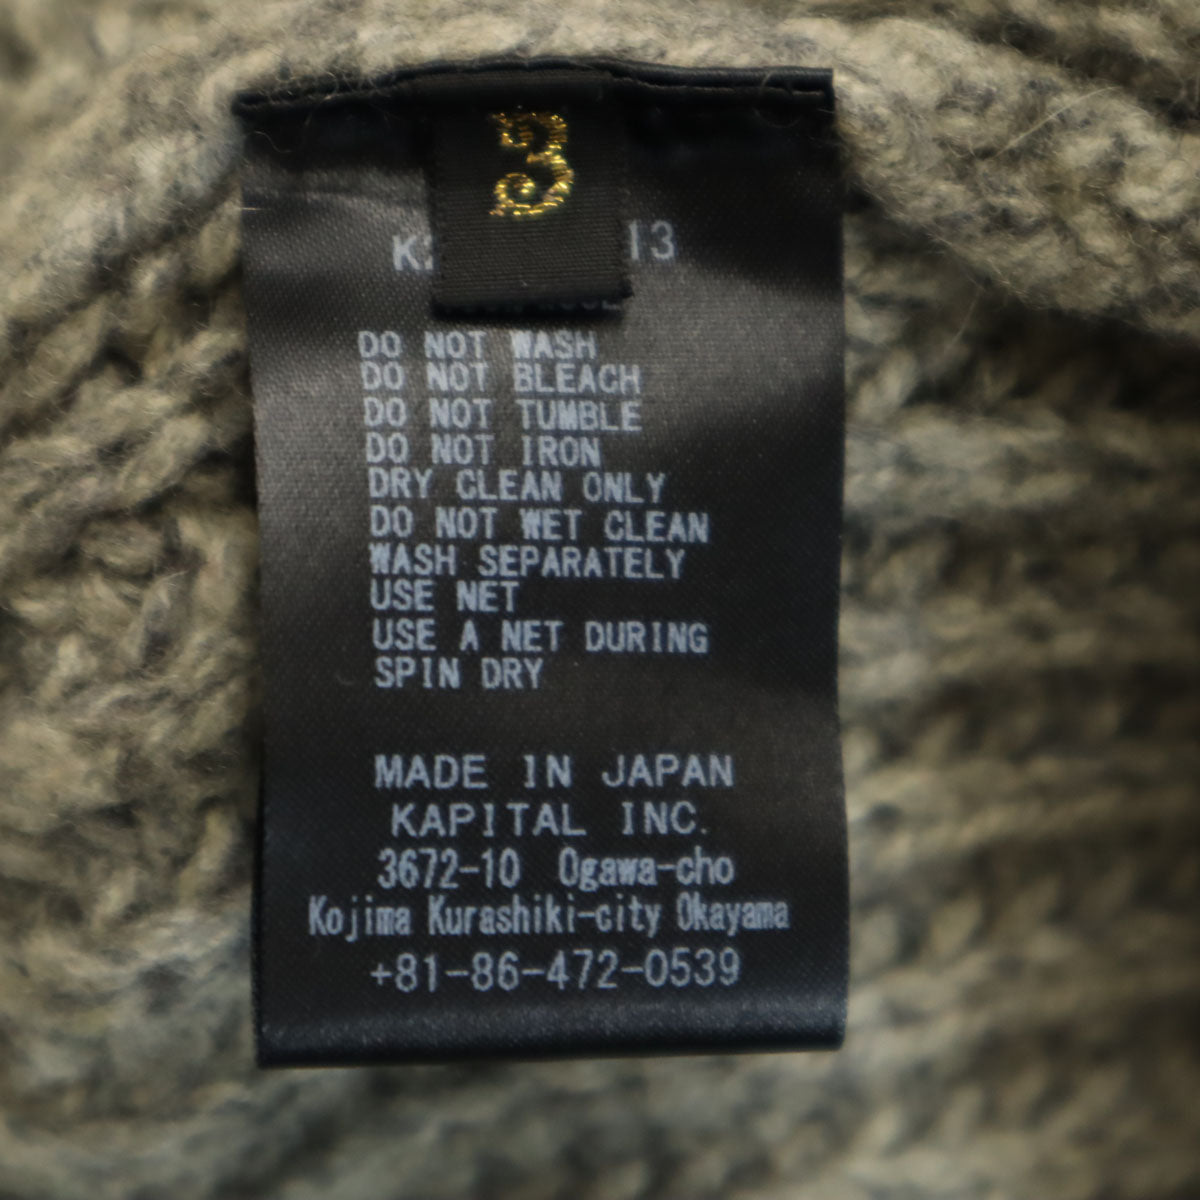 3
13
DO NOT WASH
DO NOT BLEACH
DO NOT TUMBLE
DO NOT IRON
DRY CLEAN ONLY
DO NOT WET CLEAN
WASH SEPARATELY
USE NET
USE A NET DURING
SPIN DRY
MADE IN JAPAN
KAPITAL INC.
3672-10 Ogawa-cho
Kojima Kurashiki-city Okayama
+81-86-472-0539